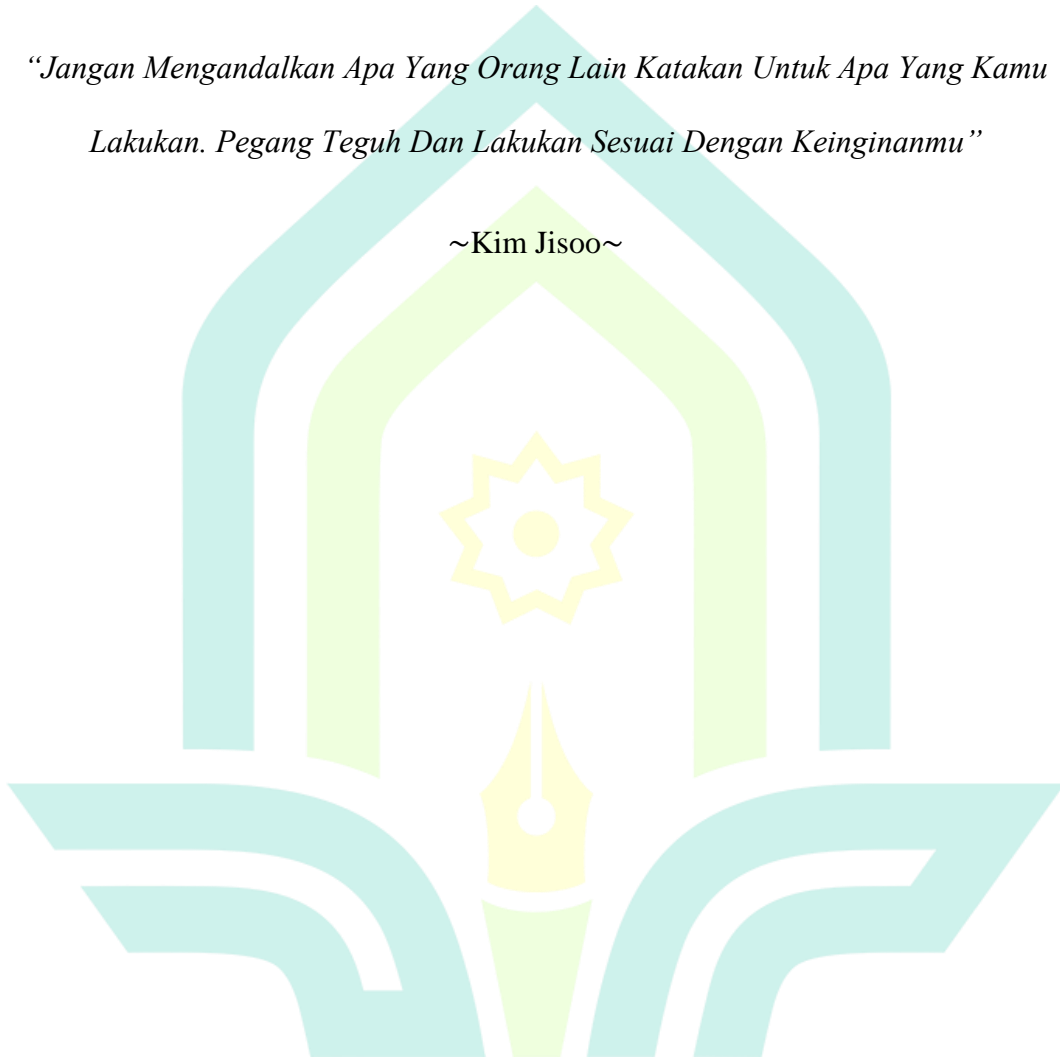 “Jangan Mengandalkan Apa Yang Orang Lain Katakan Untuk Apa Yang Kamu
Lakukan. Pegang Teguh Dan Lakukan Sesuai Dengan Keinginanmu”
~Kim Jisoo~